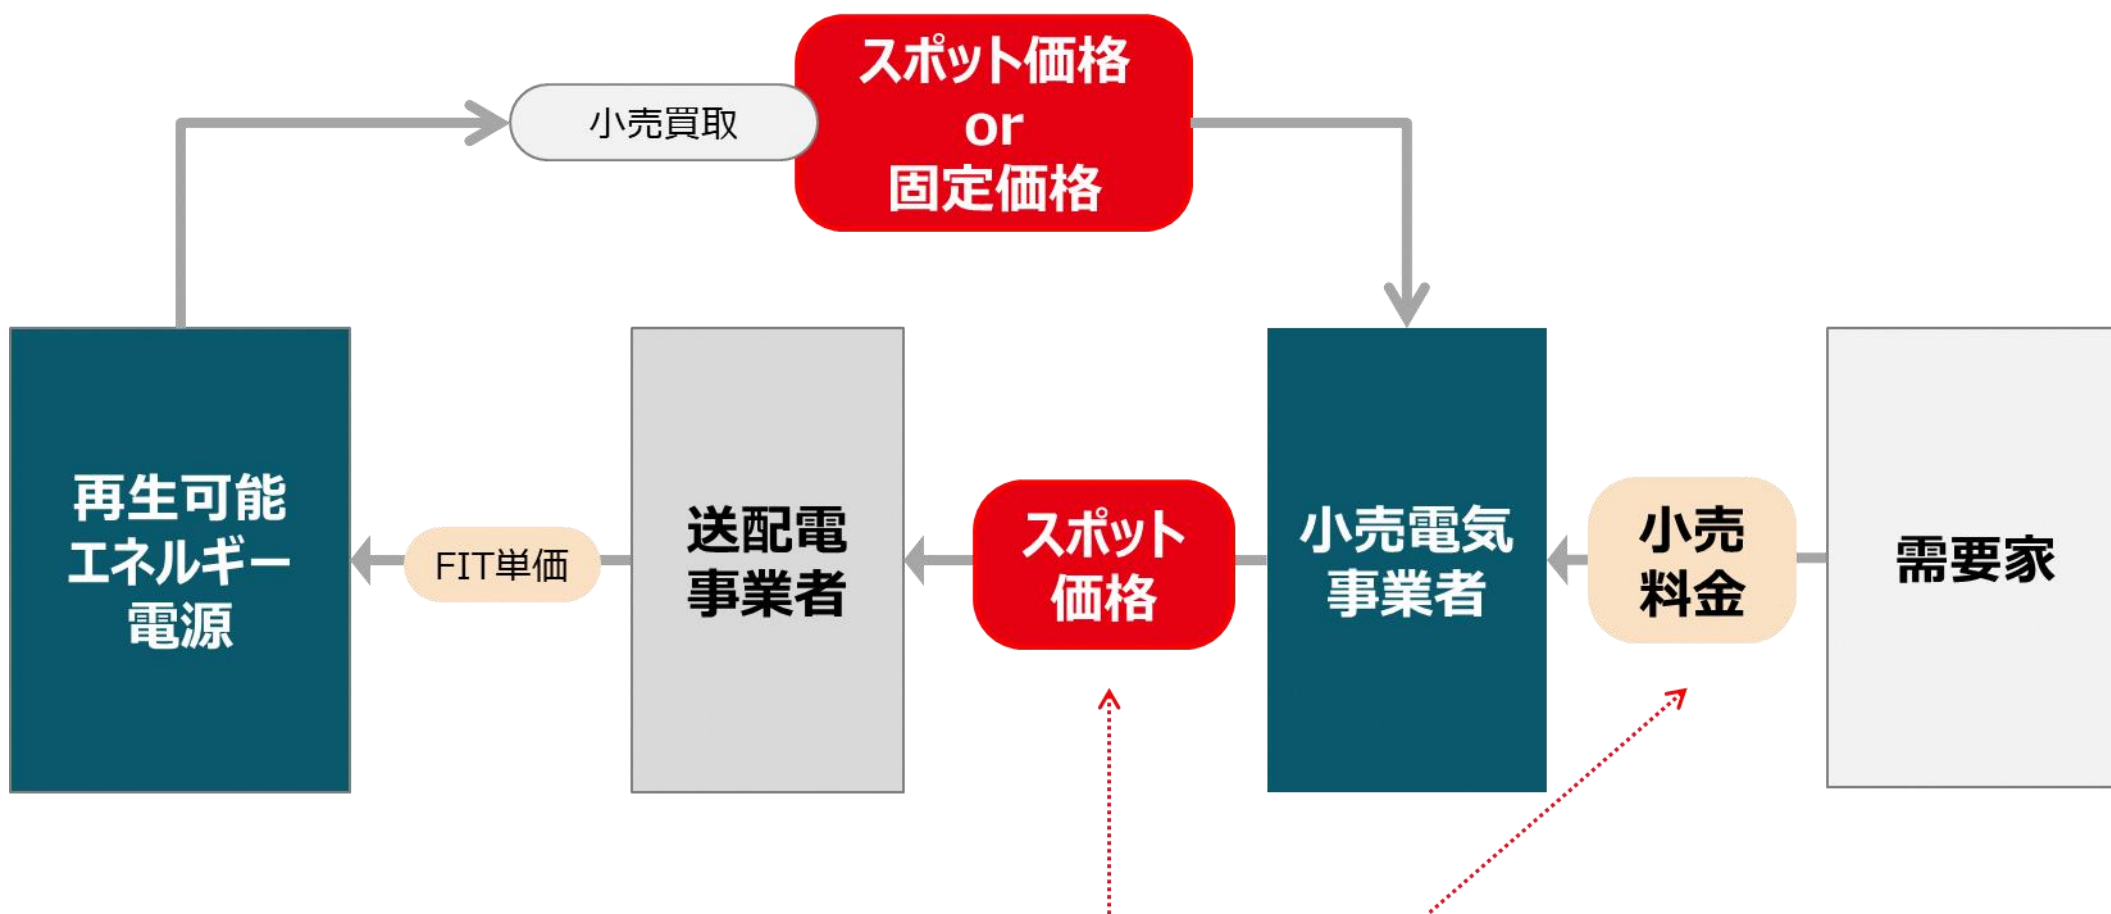 スポット価格
or
固定価格
小売買取
再生可能
エネルギー
電源
FIT単価
送配電
事業者
スポット
価格
小売電気
事業者
小売
料金
需要家